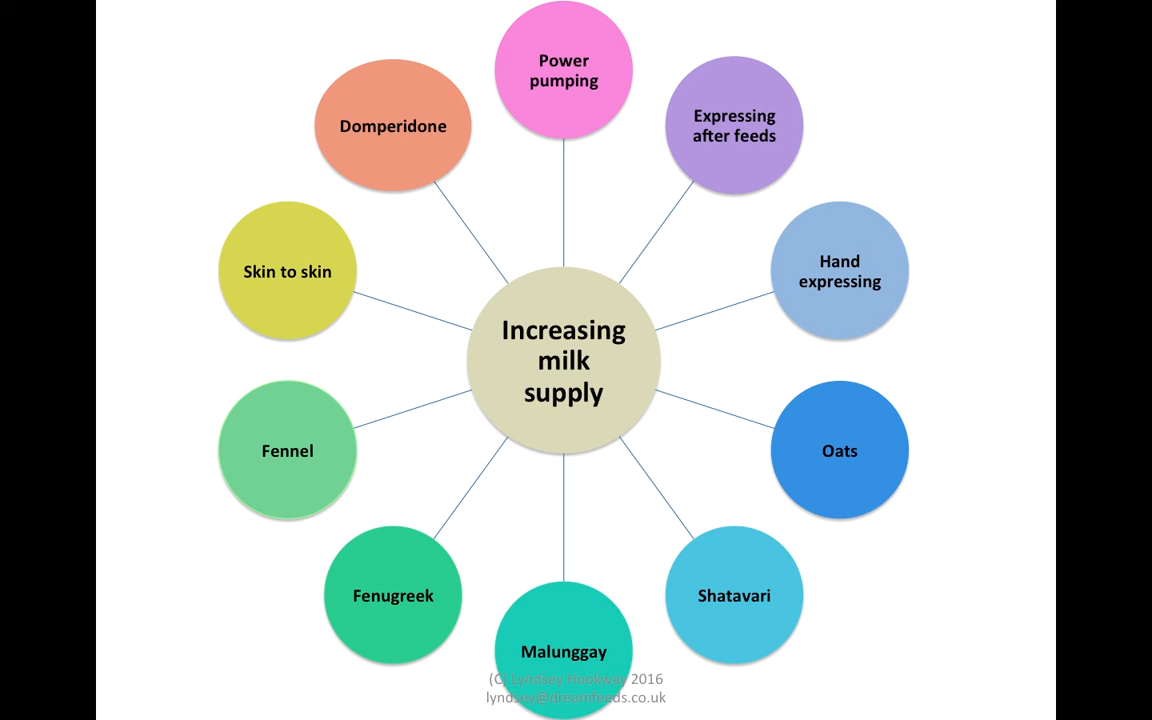 Power
pumping
Expressing
after feeds
Domperidone
Hand
expressing
Skin to skin
Increasing
milk
supply
Fennel
Oats
Fenugreek
Shatavari
Malunggay
(C) Lyndsey Hookway 2016
lyndsey@dreamfeeds.co.uk